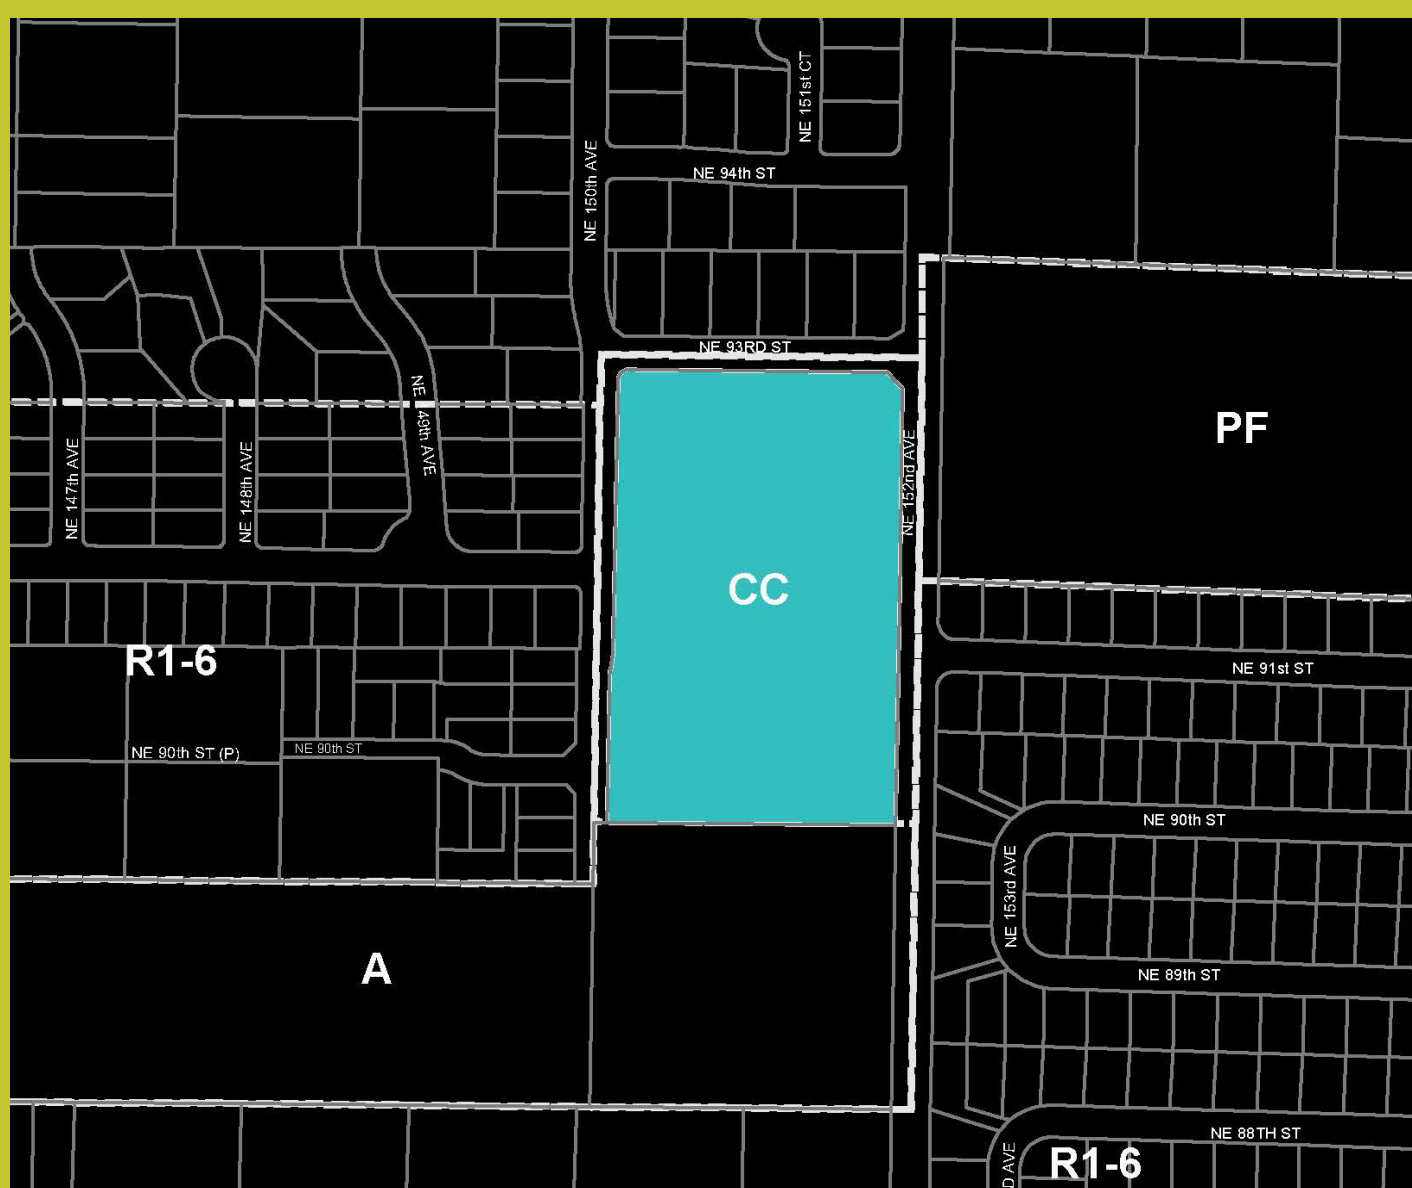 NE 151st CT
NE 150th AVE
NE 94th ST
NE 93RD ST
NE 149th AVE
PF
NE 152nd AVE
NE 147th AVE
NE 148th AVE
CC
R1-6
NE 91st ST
NE 90th ST (P)
NE 90th ST
NE 90th ST
NE 153rd AVE
A
NE 89th ST
NE 88TH ST
R1-6
D AVE